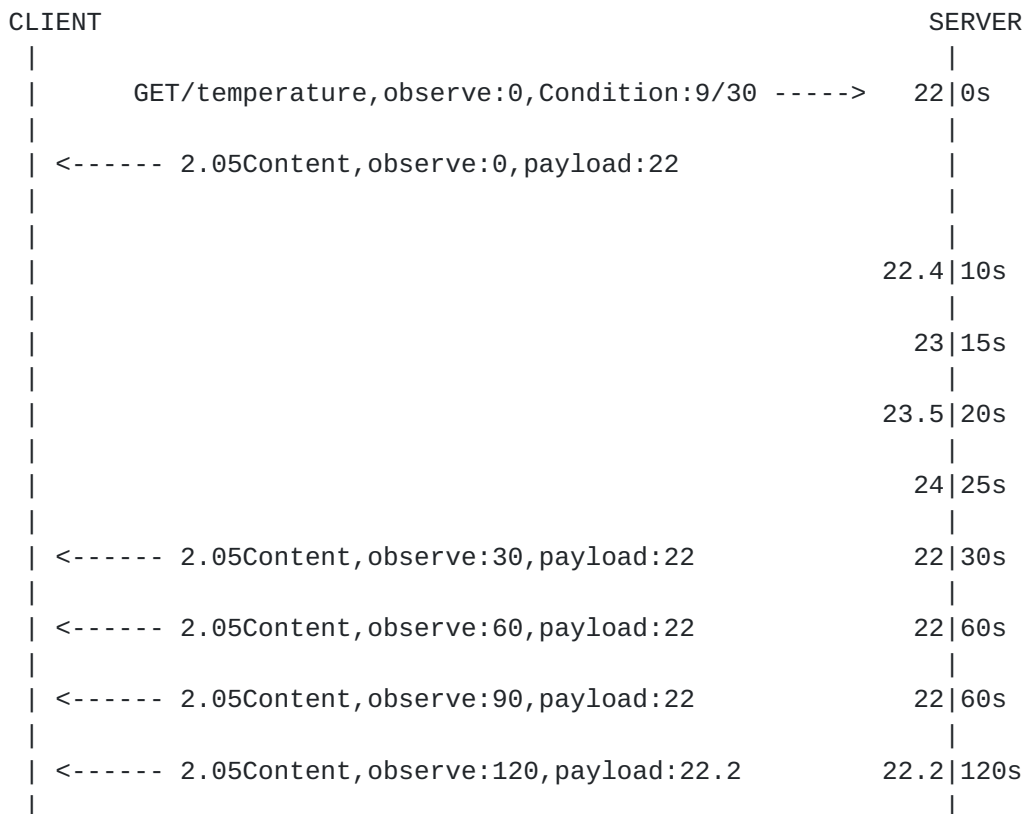 CLIENT SERVER
| |
| GET/temperature,observe:0,Condition:9/30 -----> 22|0s
| |
| <------ 2.05Content,observe:0,payload:22 |
| |
| |
| 22.4|10s
| |
| 23|15s
| |
| 23.5|20s
| |
| 24|25s
| |
| <------ 2.05Content,observe:30,payload:22 22|30s
| |
| <------ 2.05Content,observe:60,payload:22 22|60s
| |
| <------ 2.05Content,observe:90,payload:22 22|60s
| |
| <------ 2.05Content,observe:120,payload:22.2 22.2|120s
| |